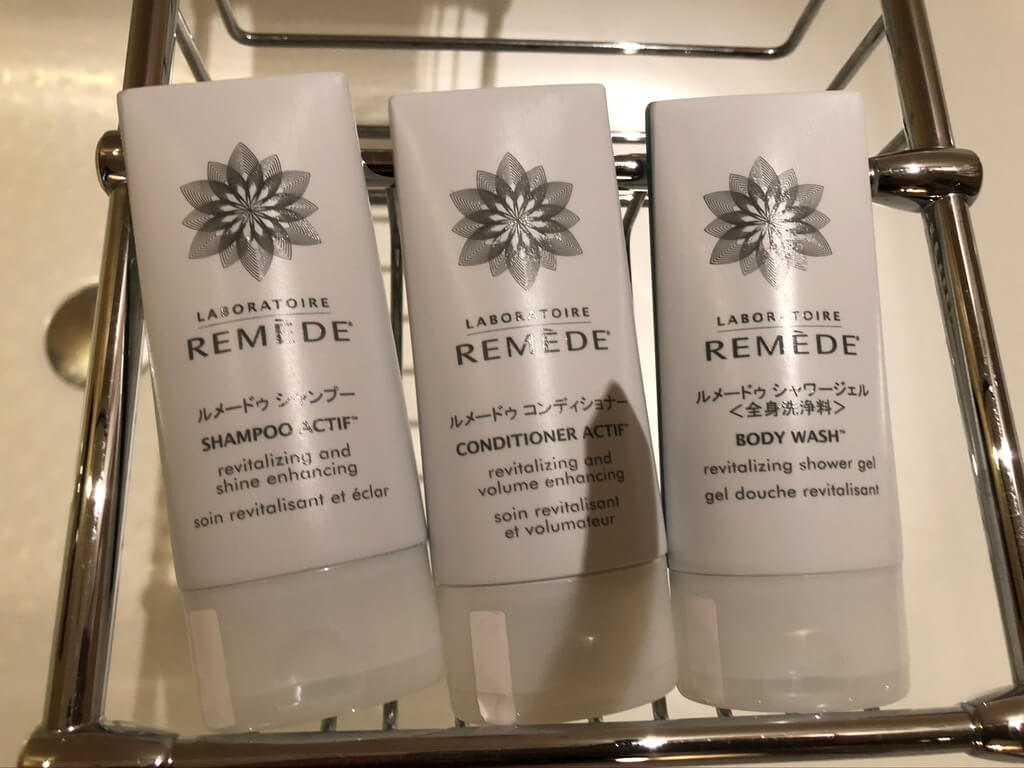 LABORATOIRE
REMÈDE®
ルメードゥ シャンプー
SHAMPOO ACTIF™
revitalizing and
shine enhancing
soin revitalisant et éclar
LABORATOIRE
REMÈDE®
ルメードゥ コンディショナー
CONDITIONER ACTIF™
revitalizing and
volume enhancing
soin revitalisant
et volumateur
LABORATOIRE
REMÈDE®
ルメードゥ シャワージェル
<全身洗浄料>
BODY WASH™
revitalizing shower gel
gel douche revitalisant